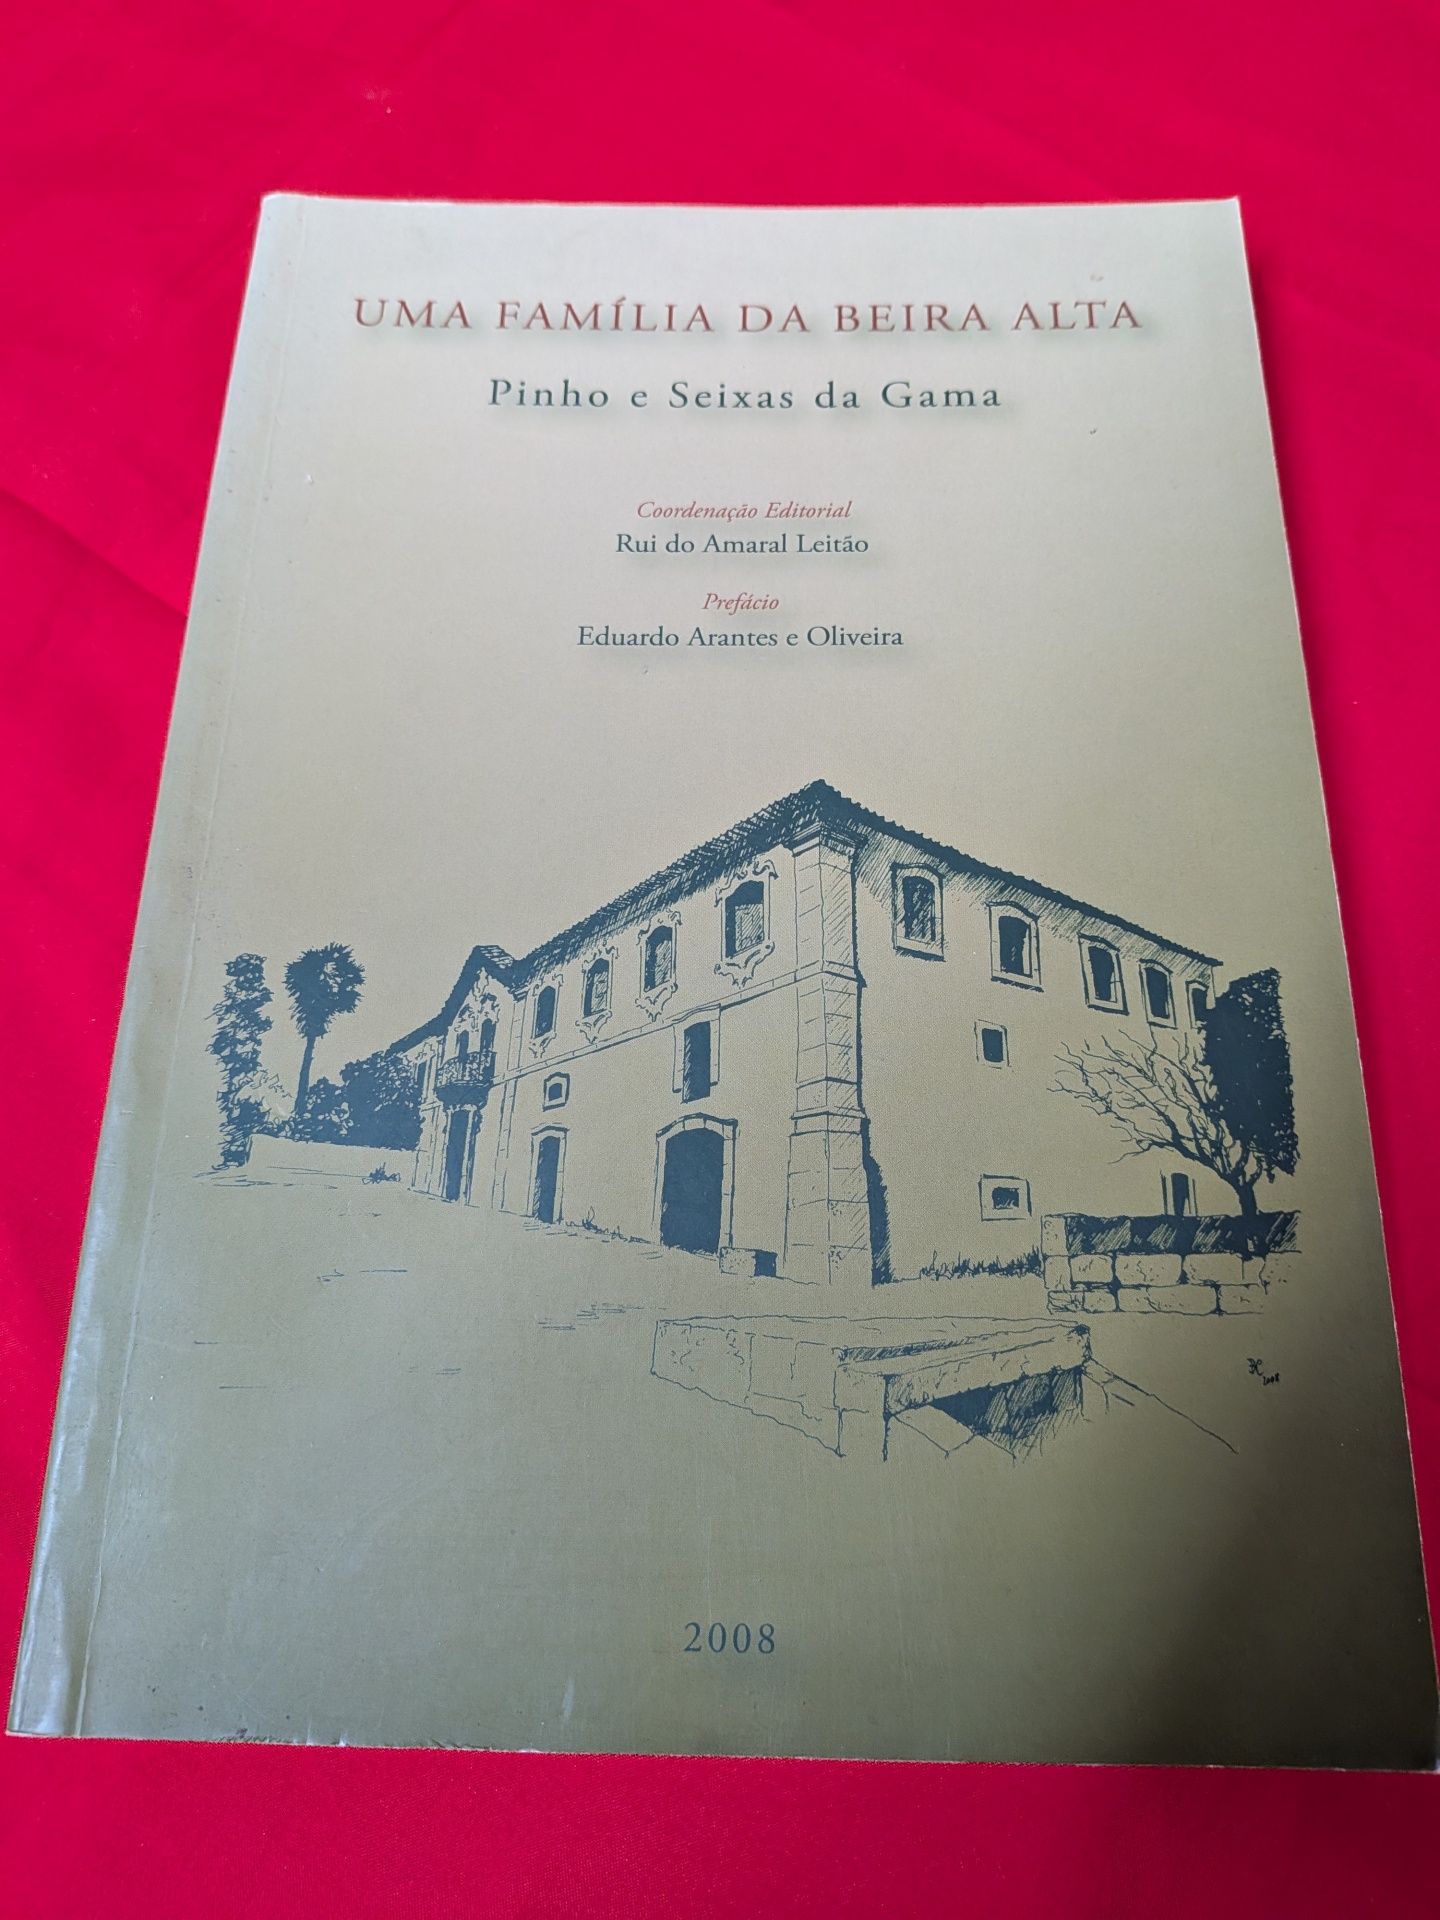 UMA FAMÍLIA DA BEIRA ALTA
Pinho e Seixas da Gama
Coordenação Editorial
Rui do Amaral Leitão
Prefácio
Eduardo Arantes e Oliveira
2008
2008